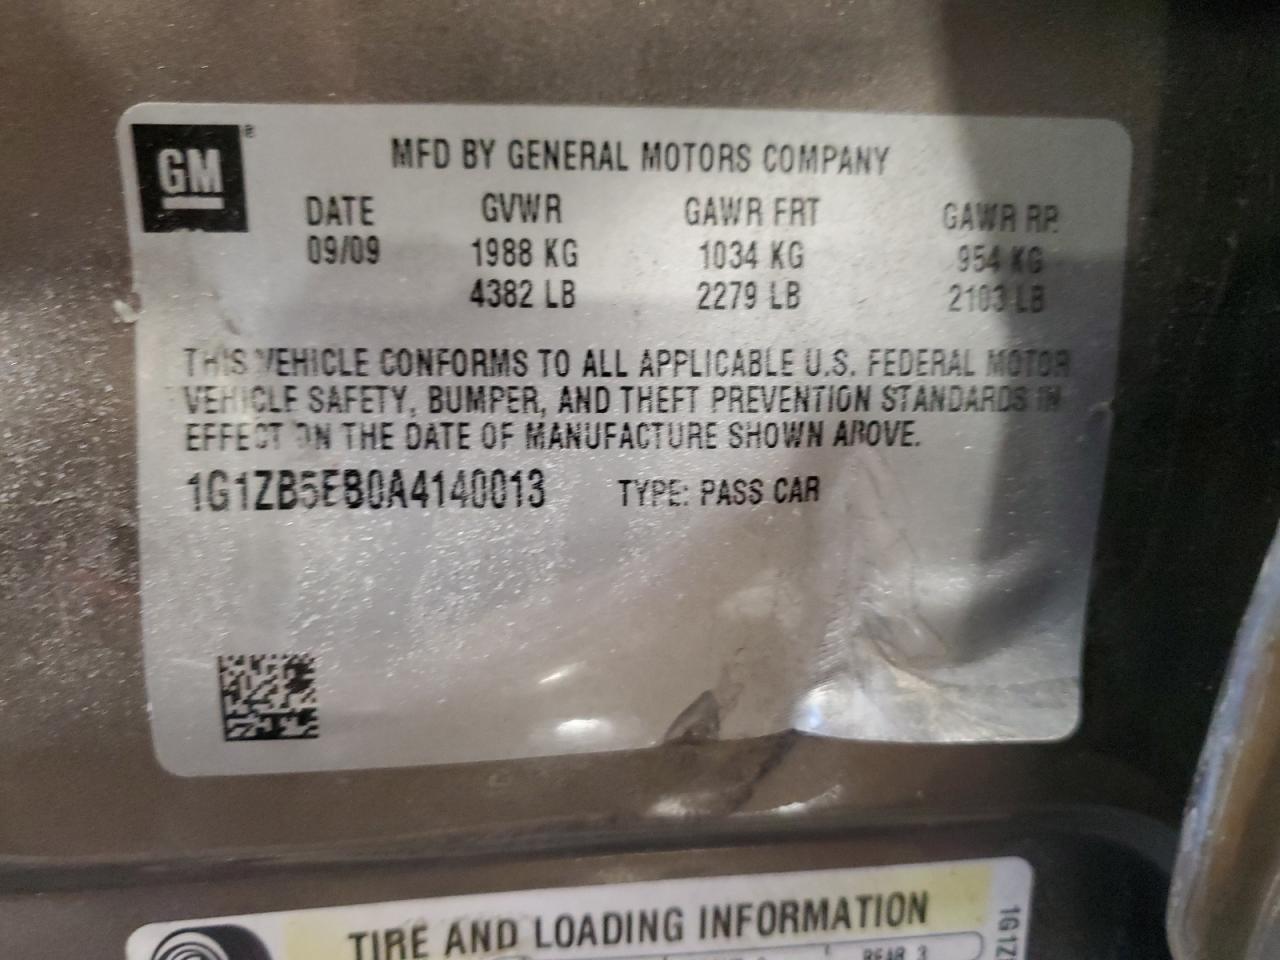 GM ®
MFD BY GENERAL MOTORS COMPANY
DATE GVWR GAWR FRT GAWR RR
09/09 1988 KG 1034 KG 954 KG
4382 LB 2279 LB 2103 LB
THIS VEHICLE CONFORMS TO ALL APPLICABLE U.S. FEDERAL MOTOR
VEHICLE SAFETY, BUMPER, AND THEFT PREVENTION STANDARDS IN
EFFECT ON THE DATE OF MANUFACTURE SHOWN ABOVE.
1G1ZB5EB0A4140013 TYPE: PASS CAR
TIRE AND LOADING INFORMATION
REAR 3